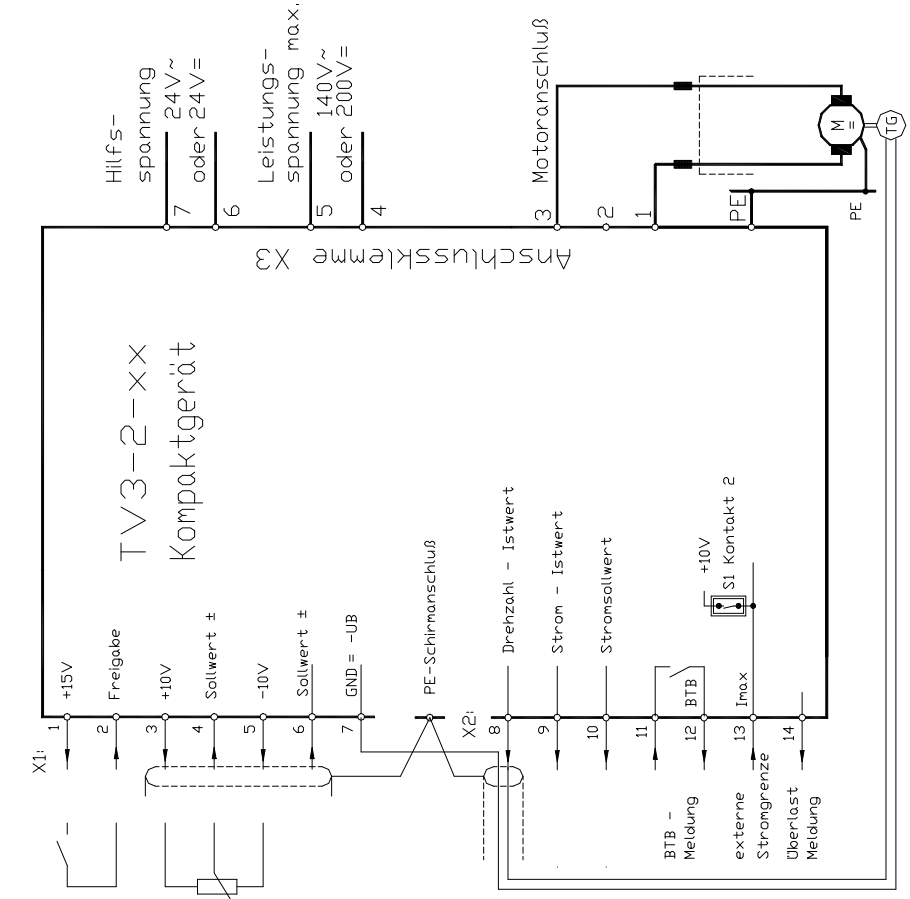 Hilfs-
spannung
24V~
oder 24V=
Leistungs-
spannung max.
140V~
oder 200V=
Motoranschluß
7
6
5
4
3
2
1
PE
PE
M
=
TG
Anschlussklemme X3
TV3-2-xx
Kompaktgerät
+15V
Freigabe
+10V
Sollwert ±
-10V
Sollwert ±
GND = -UB
PE-Schirmanschluß
Drehzahl - Istwert
Strom - Istwert
Stromsollwert
BTB
+10V
S1 Kontakt 2
Imax
X1:
1
2
3
4
5
6
7
X2:
8
9
10
11
12
13
14
BTB -
Meldung
externe
Stromgrenze
Überlast
Meldung